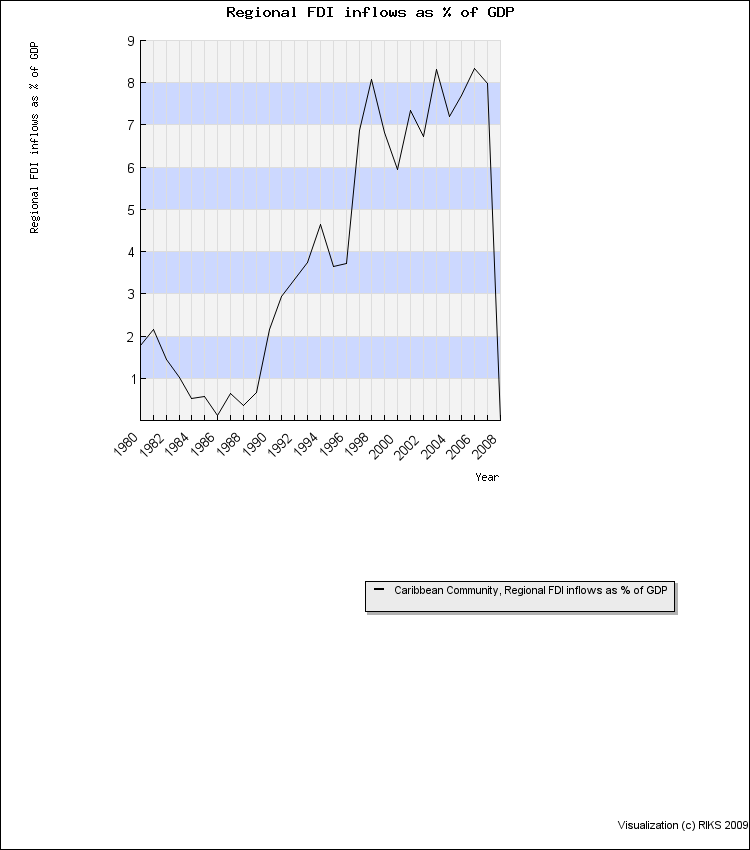 Regional FDI inflows as % of GDP
Regional FDI inflows as % of GDP
9
8
7
6
5
4
3
2
1
1980 1982 1984 1986 1988 1990 1992 1994 1996 1998 2000 2002 2004 2006 2008
Year
Caribbean Community, Regional FDI inflows as % of GDP
Visualization (c) RIKS 2009